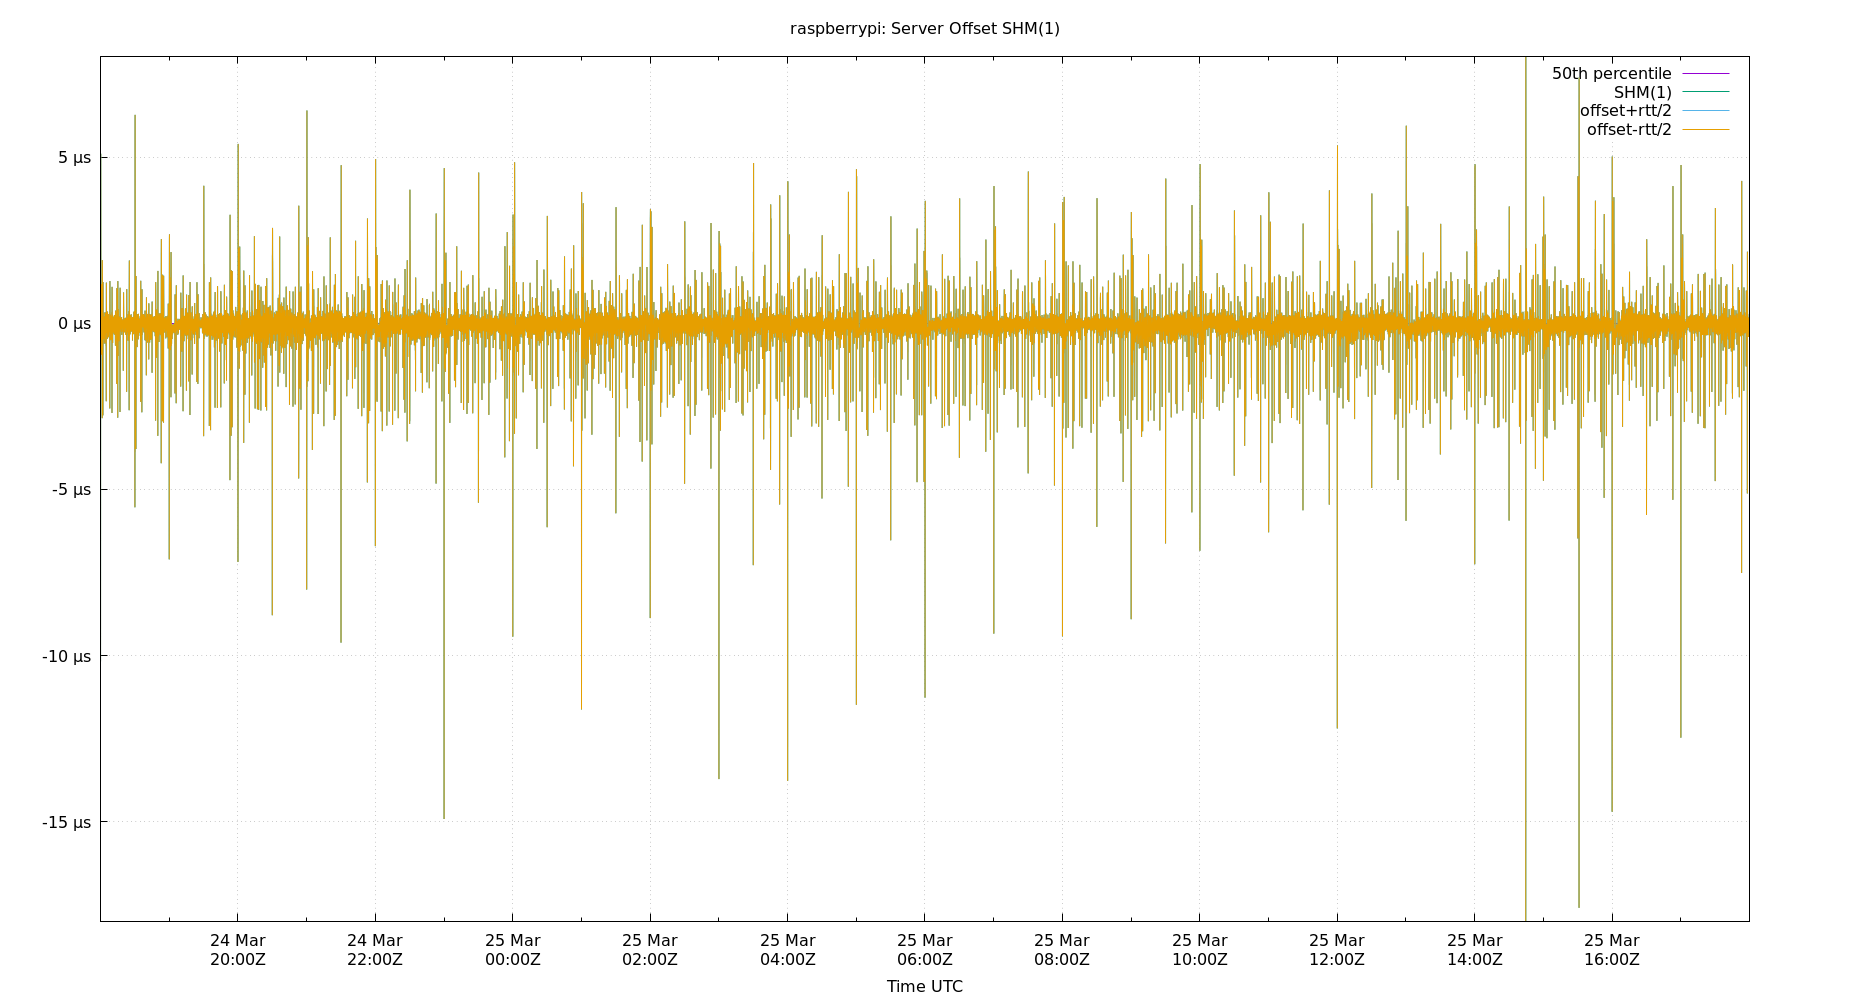 raspberrypi: Server Offset SHM(1)
50th percentile
SHM(1)
offset+rtt/2
offset-rtt/2
5 µs
0 µs
-5 µs
-10 µs
-15 µs
24 Mar
20:00Z
24 Mar
22:00Z
25 Mar
00:00Z
25 Mar
02:00Z
25 Mar
04:00Z
25 Mar
06:00Z
25 Mar
08:00Z
25 Mar
10:00Z
25 Mar
12:00Z
25 Mar
14:00Z
25 Mar
16:00Z
Time UTC